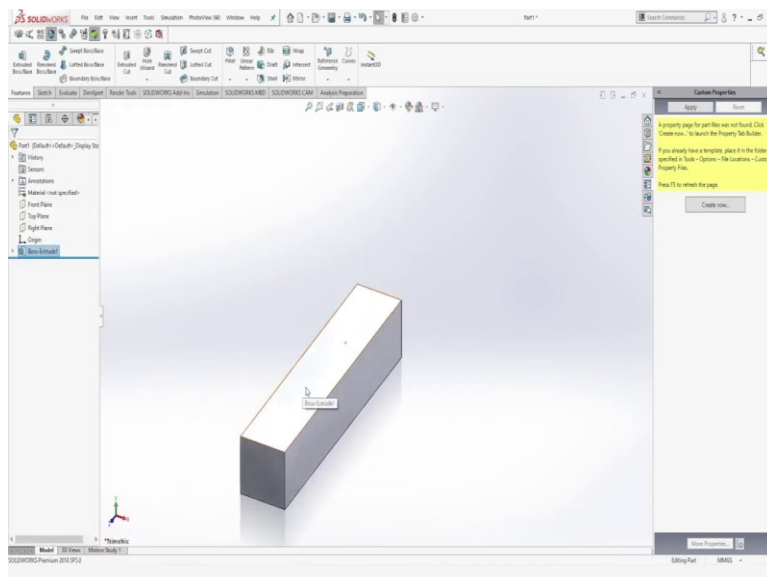 SOLIDWORKS
File Edit View Insert Tools Simulation PhotoView 360 Window Help
Part1 *
Search Commands
Extruded Boss/Base
Revolved Boss/Base
Swept Boss/Base
Lofted Boss/Base
Boundary Boss/Base
Extruded Cut
Hole Wizard
Revolved Cut
Swept Cut
Lofted Cut
Boundary Cut
Fillet
Linear Pattern
Rib
Draft
Shell
Wrap
Intersect
Mirror
Reference Geometry
Curves
Instant3D
Features Sketch Evaluate DimXpert Render Tools SOLIDWORKS Add-Ins Simulation SOLIDWORKS MBD SOLIDWORKS CAM Analysis Preparation
Custom Properties
Apply Reset
A property page for part files was not found. Click
"Create now..." to launch the Property Tab Builder.
If you already have a template, place it in the folder
specified in Tools - Options - File Locations - Custo
Property Files.
Press F5 to refresh the page.
Create now...
Part1 (Default<<Default>_Display Sta
History
Sensors
Annotations
Material <not specified>
Front Plane
Top Plane
Right Plane
Origin
Boss-Extrude1
Boss-Extrude1
*Trimetric
Model 3D Views Motion Study 1
More Properties...
SOLIDWORKS Premium 2018 SP5.0
Editing Part MMGS